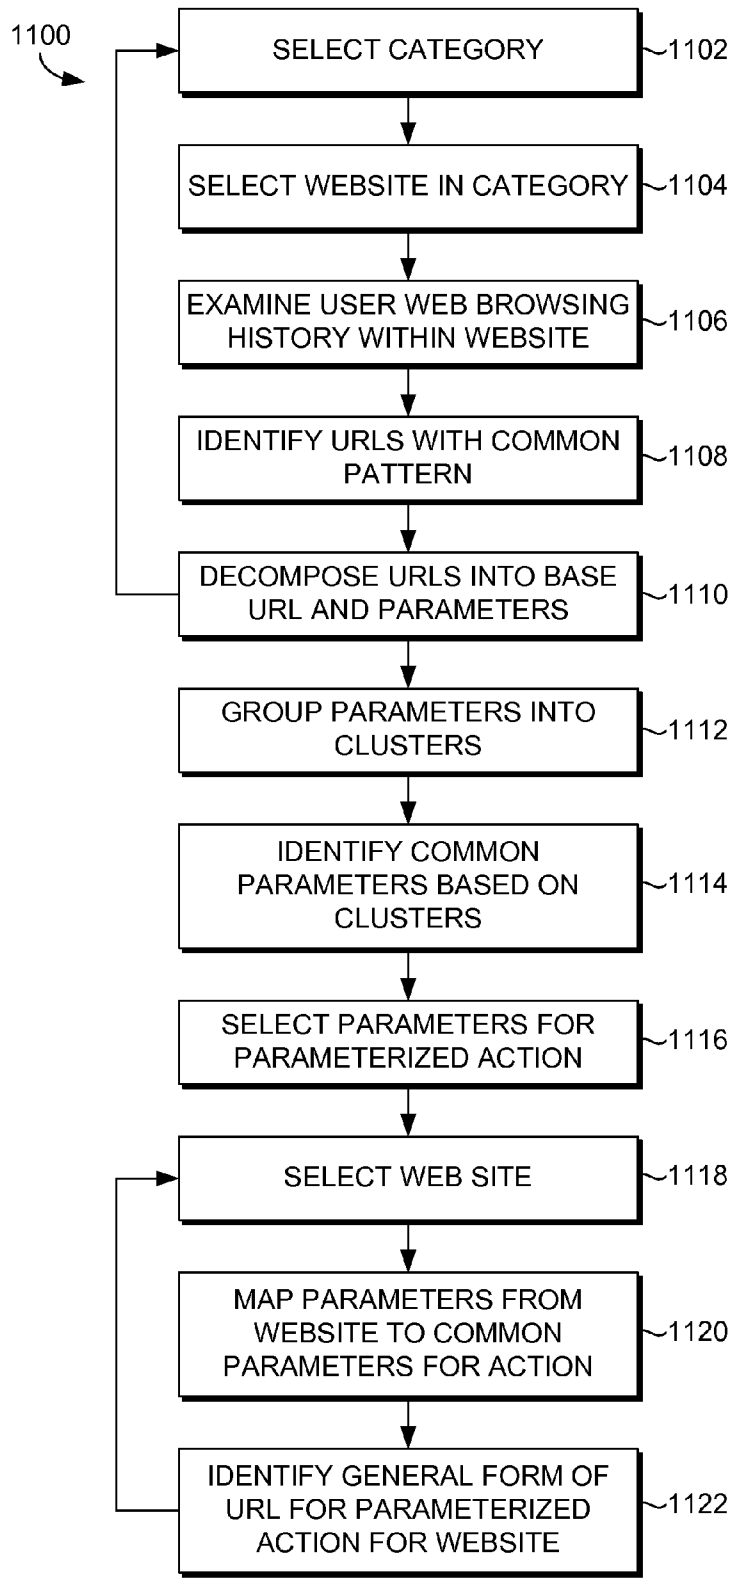 1100
SELECT CATEGORY
1102
SELECT WEBSITE IN CATEGORY
1104
EXAMINE USER WEB BROWSING
HISTORY WITHIN WEBSITE
1106
IDENTIFY URLS WITH COMMON
PATTERN
1108
DECOMPOSE URLS INTO BASE
URL AND PARAMETERS
1110
GROUP PARAMETERS INTO
CLUSTERS
1112
IDENTIFY COMMON
PARAMETERS BASED ON
CLUSTERS
1114
SELECT PARAMETERS FOR
PARAMETERIZED ACTION
1116
SELECT WEB SITE
1118
MAP PARAMETERS FROM
WEBSITE TO COMMON
PARAMETERS FOR ACTION
1120
IDENTIFY GENERAL FORM OF
URL FOR PARAMETERIZED
ACTION FOR WEBSITE
1122